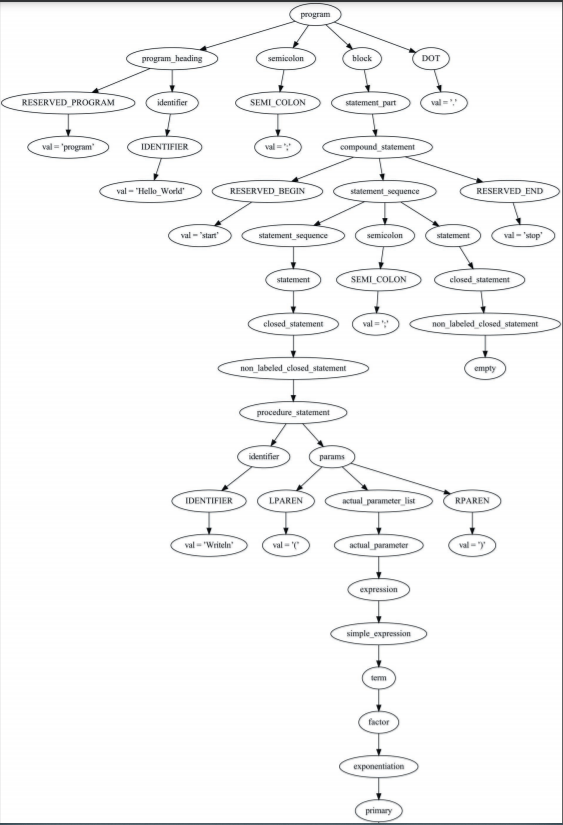 program
program_heading semicolon block DOT
RESERVED_PROGRAM identifier SEMI_COLON statement_part val = '.'
val = 'program' IDENTIFIER val = ';' compound_statement
val = 'Hello_World' RESERVED_BEGIN statement_sequence RESERVED_END
val = 'start' statement_sequence semicolon statement val = 'stop'
statement SEMI_COLON closed_statement
closed_statement val = ';' non_labeled_closed_statement
non_labeled_closed_statement empty
procedure_statement
identifier params
IDENTIFIER LPAREN actual_parameter_list RPAREN
val = 'Writeln' val = '(' actual_parameter val = ')'
expression
simple_expression
term
factor
exponentiation
primary